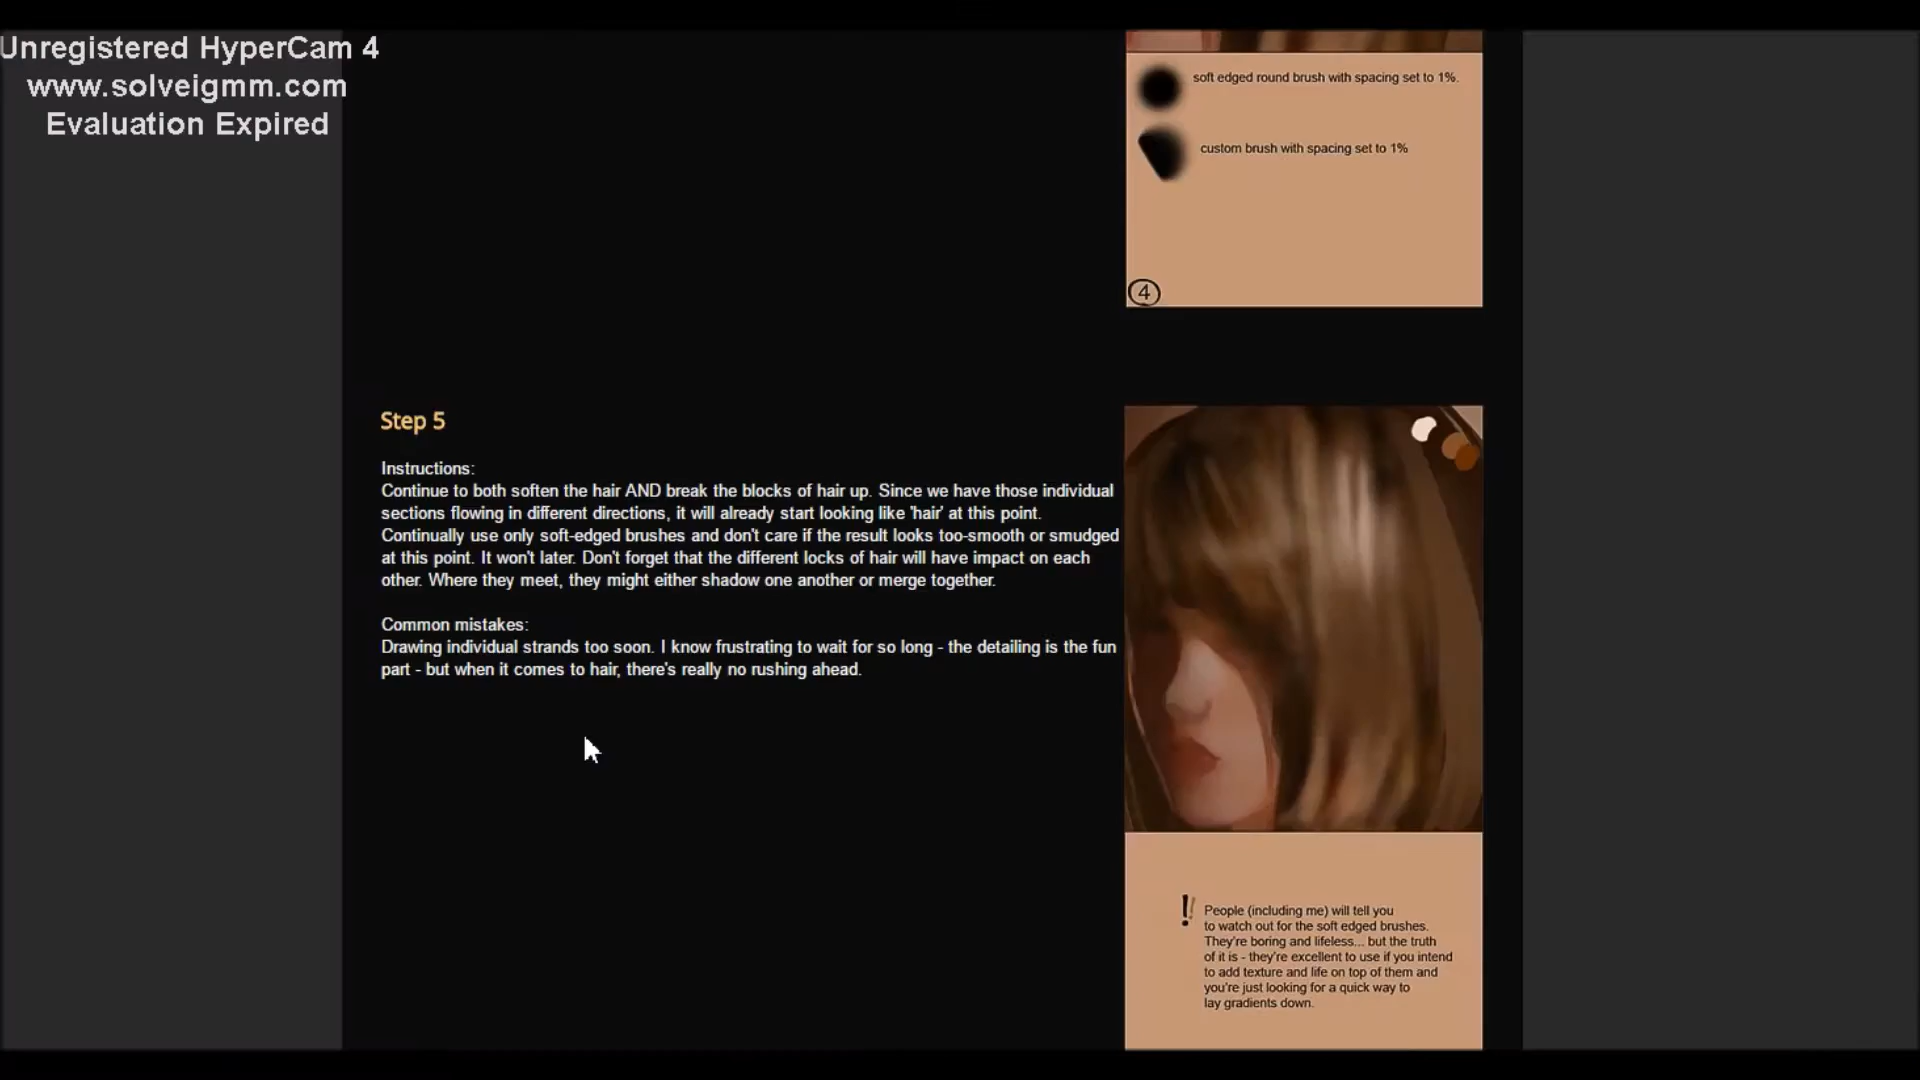 Unregistered HyperCam 4
www.solveigmm.com
Evaluation Expired
soft edged round brush with spacing set to 1%.
custom brush with spacing set to 1%
4
Step 5
Instructions:
Continue to both soften the hair AND break the blocks of hair up. Since we have those individual
sections flowing in different directions, it will already start looking like 'hair' at this point.
Continually use only soft-edged brushes and don't care if the result looks too-smooth or smudged
at this point. It won't later. Don't forget that the different locks of hair will have impact on each
other. Where they meet, they might either shadow one another or merge together.
Common mistakes:
Drawing individual strands too soon. I know frustrating to wait for so long - the detailing is the fun
part - but when it comes to hair, there's really no rushing ahead.
!! People (including me) will tell you
to watch out for the soft edged brushes.
They're boring and lifeless... but the truth
of it is - they're excellent to use if you intend
to add texture and life on top of them and
you're just looking for a quick way to
lay gradients down.